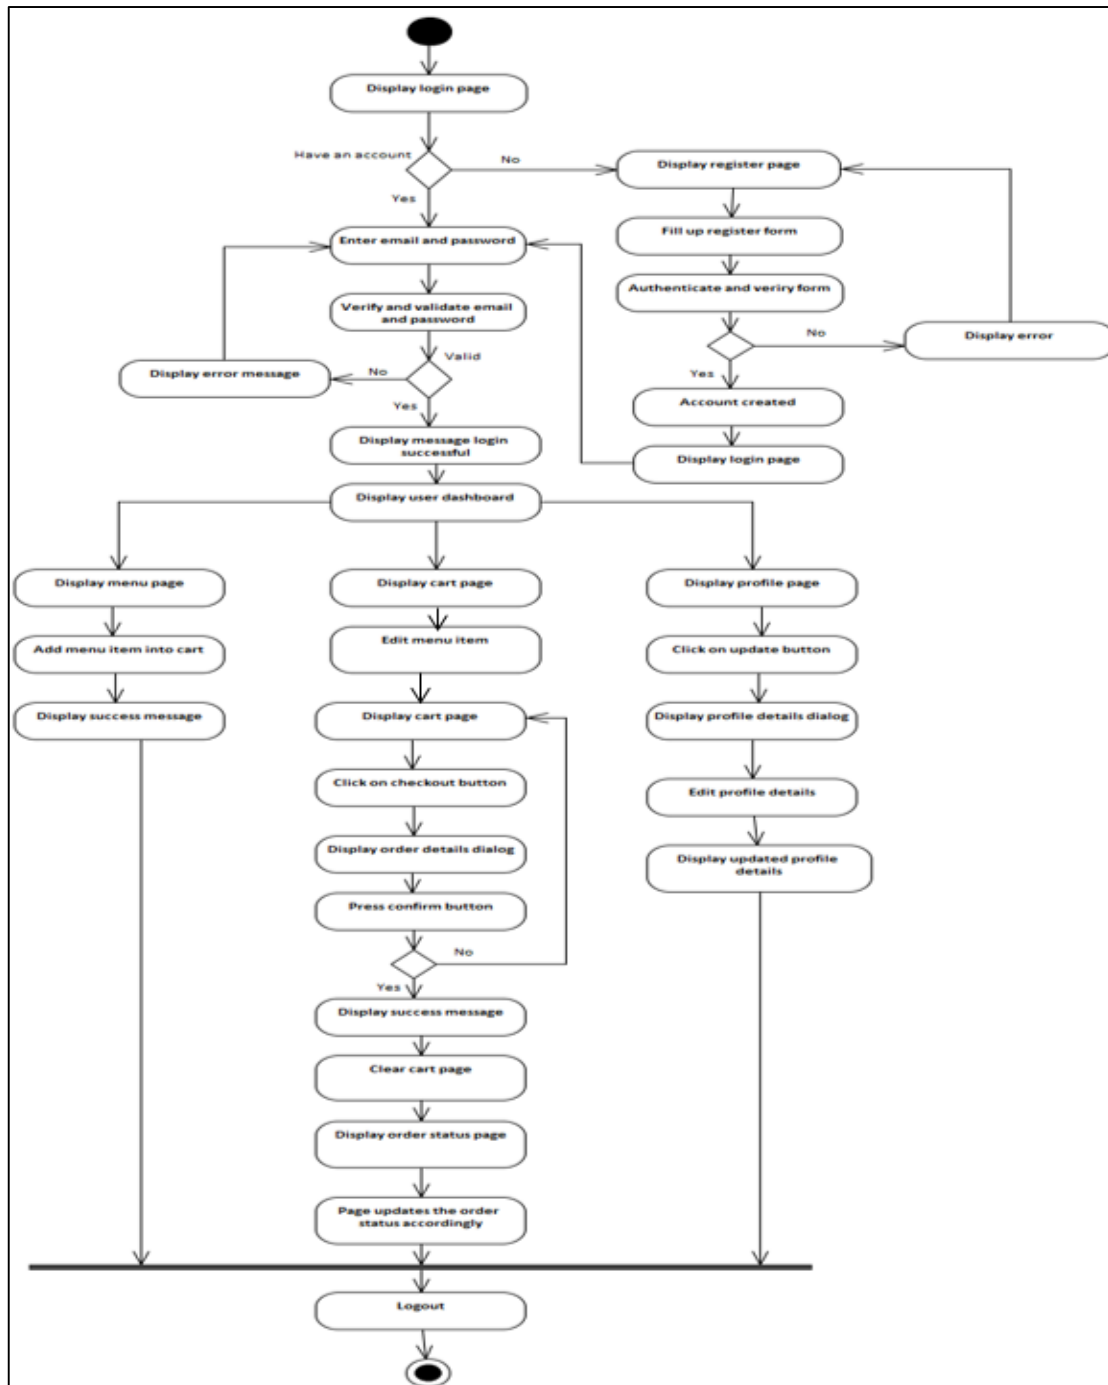 Display login page
Have an account
No
Display register page
Yes
Enter email and password
Fill up register form
Authenticate and veriry form
Verify and validate email
and password
Valid
No
Display error
No
Display error message
Yes
Yes
Account created
Display message login
successful
Display login page
Display user dashboard
Display menu page
Display cart page
Display profile page
Add menu item into cart
Edit menu item
Click on update button
Display success message
Display cart page
Display profile details dialog
Click on checkout button
Edit profile details
Display order details dialog
Display updated profile
details
Press confirm button
No
Yes
Display success message
Clear cart page
Display order status page
Page updates the order
status accordingly
Logout